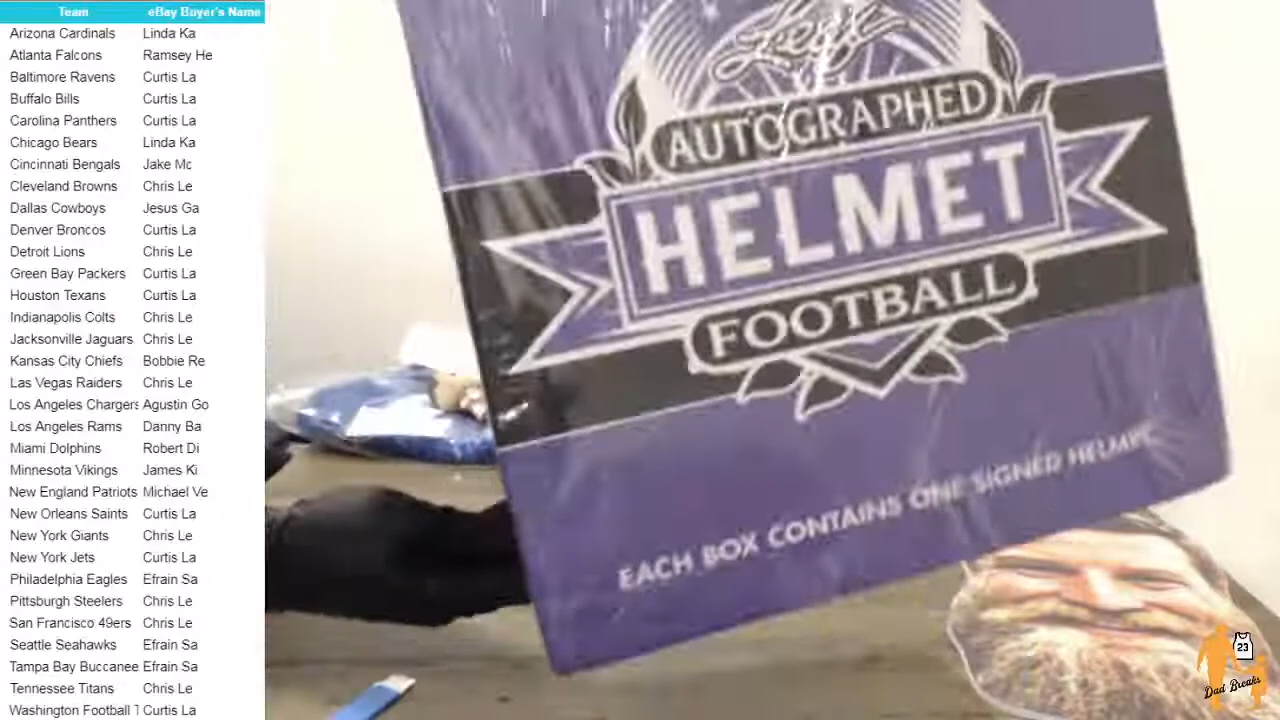 Team eBay Buyer's Name
Arizona Cardinals Linda Ka
Atlanta Falcons Ramsey He
Baltimore Ravens Curtis La
Buffalo Bills Curtis La
Carolina Panthers Curtis La
Chicago Bears Linda Ka
Cincinnati Bengals Jake Mc
Cleveland Browns Chris Le
Dallas Cowboys Jesus Ga
Denver Broncos Curtis La
Detroit Lions Chris Le
Green Bay Packers Curtis La
Houston Texans Curtis La
Indianapolis Colts Chris Le
Jacksonville Jaguars Chris Le
Kansas City Chiefs Bobbie Re
Las Vegas Raiders Chris Le
Los Angeles Chargers Agustin Go
Los Angeles Rams Danny Ba
Miami Dolphins Robert Di
Minnesota Vikings James Ki
New England Patriots Michael Ve
New Orleans Saints Curtis La
New York Giants Chris Le
New York Jets Curtis La
Philadelphia Eagles Efrain Sa
Pittsburgh Steelers Chris Le
San Francisco 49ers Chris Le
Seattle Seahawks Efrain Sa
Tampa Bay Buccanee Efrain Sa
Tennessee Titans Chris Le
Washington Football T Curtis La
Leaf
AUTOGRAPHED
HELMET
FOOTBALL
EACH BOX CONTAINS ONE SIGNED HELMET
23
Dad Breaks